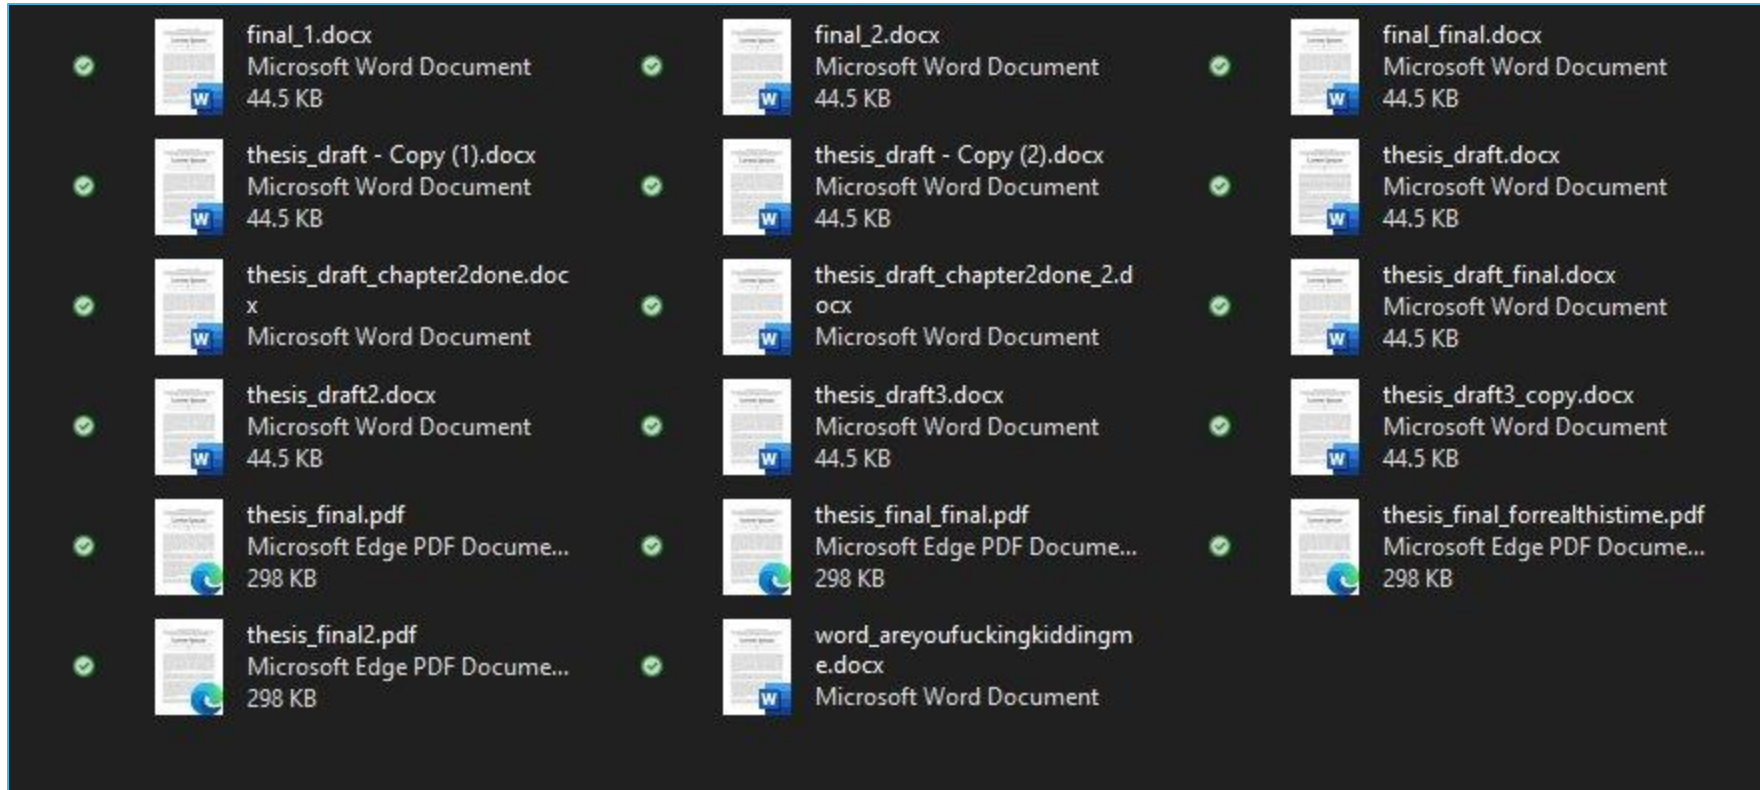 final_1.docx
Microsoft Word Document
44.5 KB
final_2.docx
Microsoft Word Document
44.5 KB
final_final.docx
Microsoft Word Document
44.5 KB
thesis_draft - Copy (1).docx
Microsoft Word Document
44.5 KB
thesis_draft - Copy (2).docx
Microsoft Word Document
44.5 KB
thesis_draft.docx
Microsoft Word Document
44.5 KB
thesis_draft_chapter2done.doc
x
Microsoft Word Document
thesis_draft_chapter2done_2.d
ocx
Microsoft Word Document
thesis_draft_final.docx
Microsoft Word Document
44.5 KB
thesis_draft2.docx
Microsoft Word Document
44.5 KB
thesis_draft3.docx
Microsoft Word Document
44.5 KB
thesis_draft3_copy.docx
Microsoft Word Document
44.5 KB
thesis_final.pdf
Microsoft Edge PDF Docume...
298 KB
thesis_final_final.pdf
Microsoft Edge PDF Docume...
298 KB
thesis_final_forrealthistime.pdf
Microsoft Edge PDF Docume...
298 KB
thesis_final2.pdf
Microsoft Edge PDF Docume...
298 KB
word_areyoufuckingkiddingm
e.docx
Microsoft Word Document